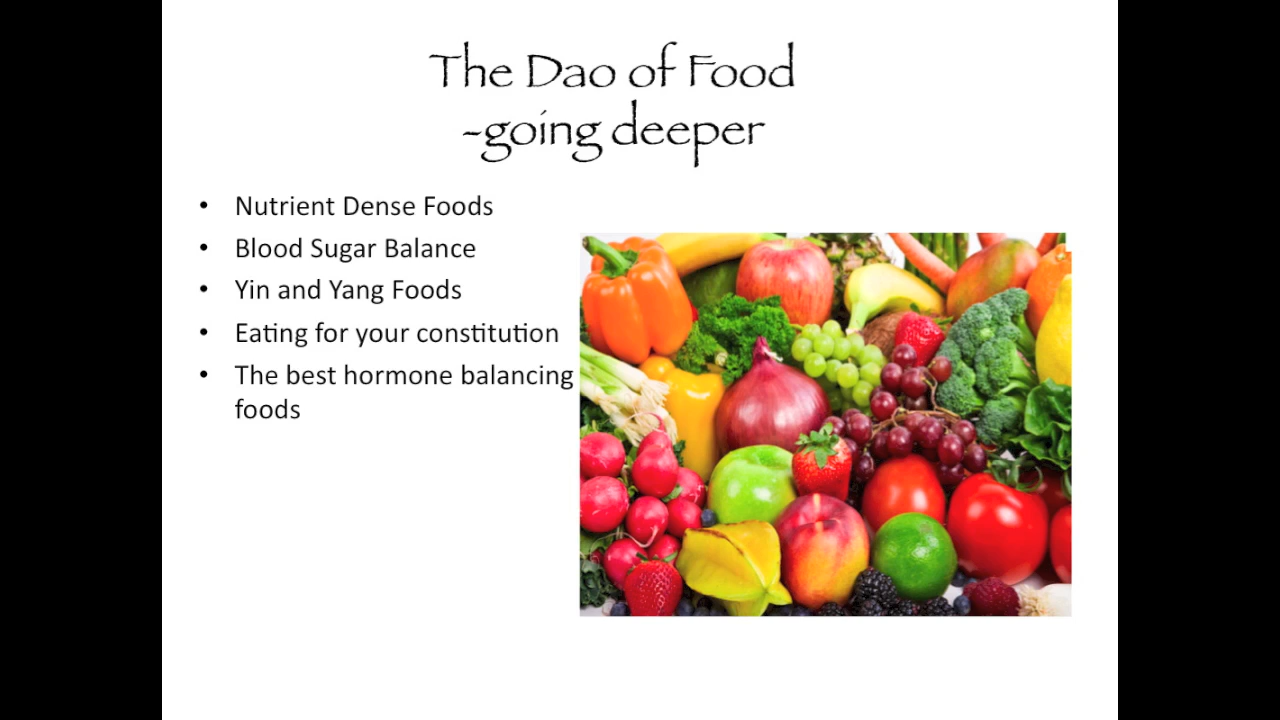 The Dao of Food
-going deeper
• Nutrient Dense Foods
• Blood Sugar Balance
• Yin and Yang Foods
• Eating for your constitution
• The best hormone balancing
foods